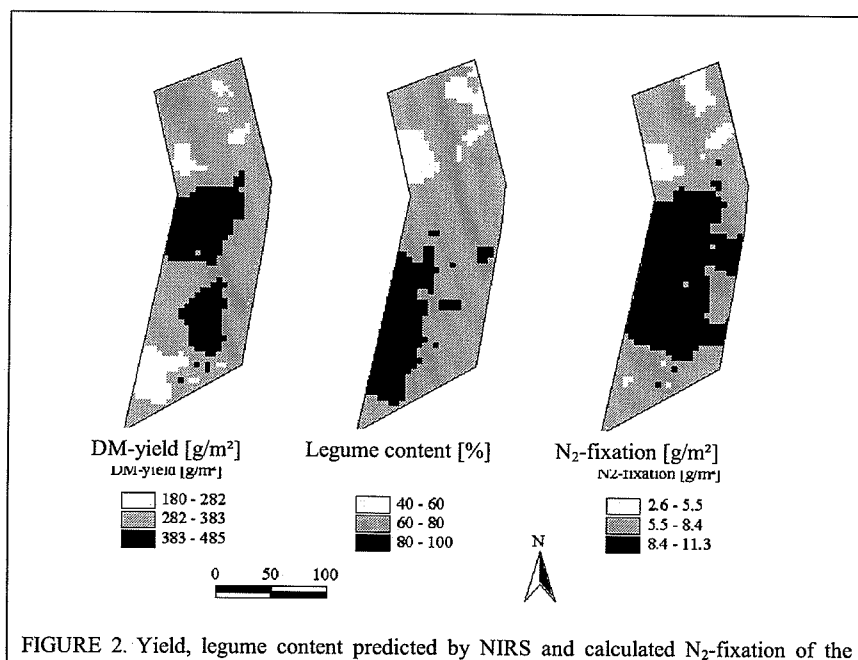 DM-yield [g/m²] Legume content [%] N₂-fixation [g/m²]
DM-yield [g/m²] N2-fixation [g/m²]
180 - 282 40 - 60 2.6 - 5.5
282 - 383 60 - 80 5.5 - 8.4
383 - 485 80 - 100 8.4 - 11.3
0 50 100
N
FIGURE 2. Yield, legume content predicted by NIRS and calculated N₂-fixation of the